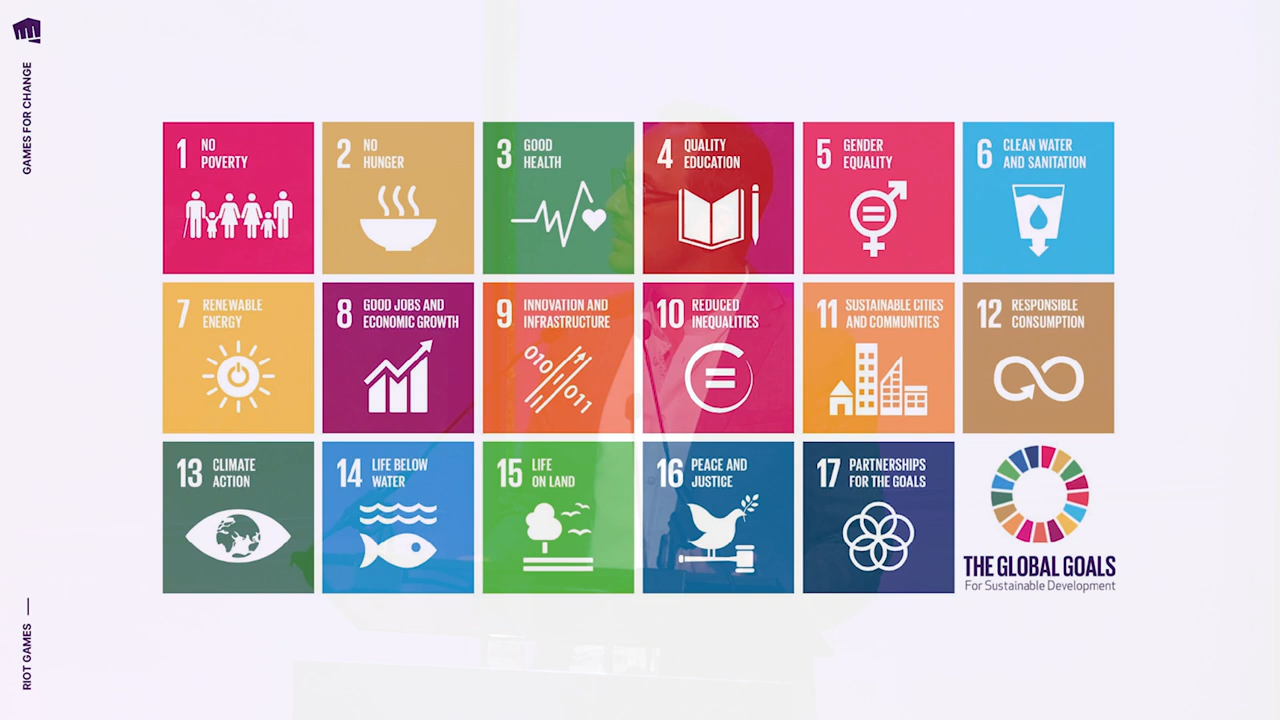 GAMES FOR CHANGE
RIOT GAMES
1 NO
POVERTY
2 NO
HUNGER
3 GOOD
HEALTH
4 QUALITY
EDUCATION
5 GENDER
EQUALITY
6 CLEAN WATER
AND SANITATION
7 RENEWABLE
ENERGY
8 GOOD JOBS AND
ECONOMIC GROWTH
9 INNOVATION AND
INFRASTRUCTURE
010
011
10 REDUCED
INEQUALITIES
11 SUSTAINABLE CITIES
AND COMMUNITIES
12 RESPONSIBLE
CONSUMPTION
13 CLIMATE
ACTION
14 LIFE BELOW
WATER
15 LIFE
ON LAND
16 PEACE AND
JUSTICE
17 PARTNERSHIPS
FOR THE GOALS
THE GLOBAL GOALS
For Sustainable Development